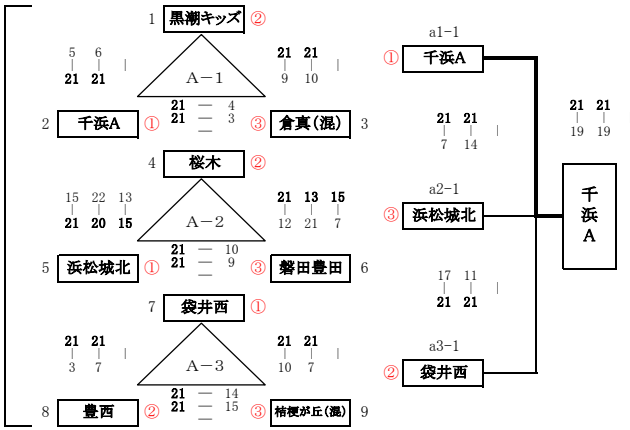 1 黒潮キッズ ②
5 6
| | |
21 21
21 21
| | |
9 10
A－1
21 ― 4
21 ― 3
―
2 千浜A ①
③ 倉真(混) 3
4 桜木 ②
15 22 13
| | |
21 20 15
21 13 15
| | |
12 21 7
A－2
21 ― 10
21 ― 9
―
5 浜松城北 ①
③ 磐田豊田 6
7 袋井西 ①
21 21
| | |
3 7
21 21
| | |
10 7
A－3
21 ― 14
21 ― 15
―
8 豊西 ②
③ 桔梗が丘(混) 9
a1-1
① 千浜A
21 21
| | |
7 14
a2-1
③ 浜松城北
17 11
| | |
21 21
a3-1
② 袋井西
21 21
| |
19 19
千浜A